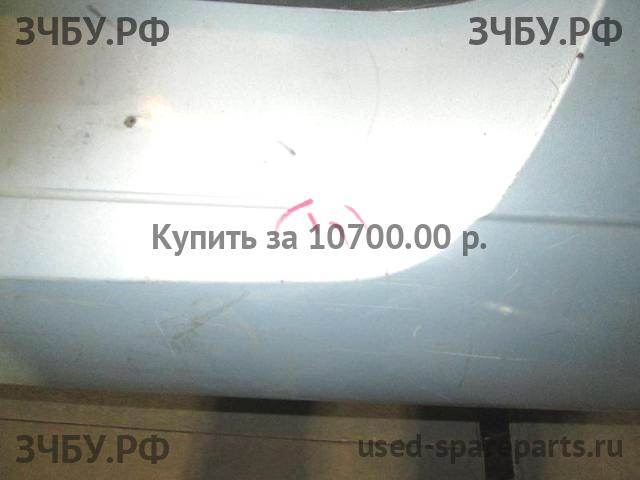 ЗЧБУ.РФ ЗЧБУ.РФ
Купить за 10700.00 р.
ЗЧБУ.РФ used-spareparts.ru